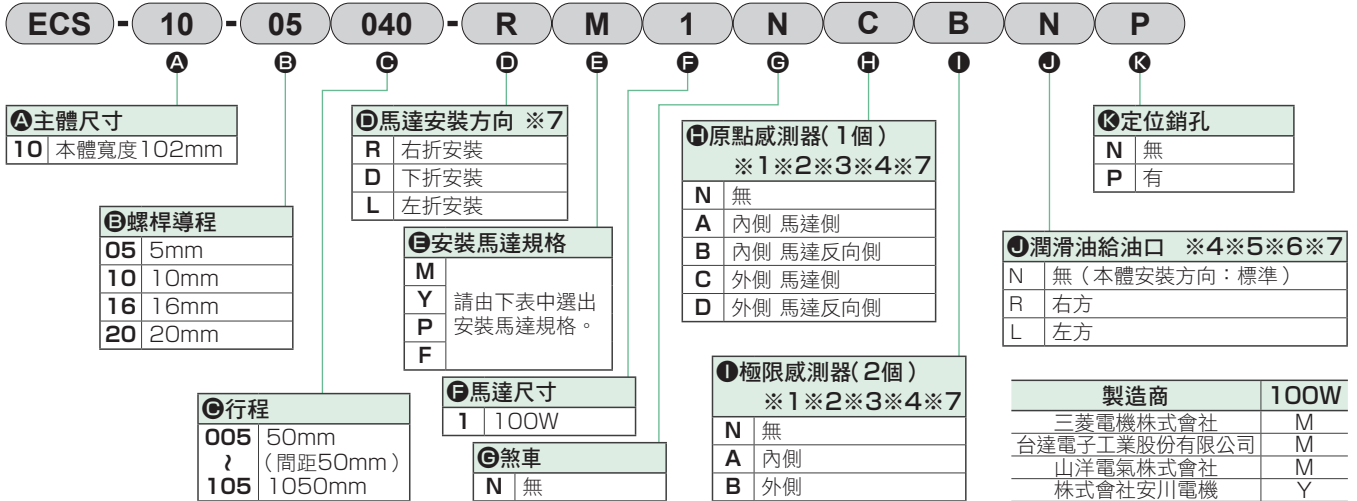 ECS - 10 - 05 040 - R M 1 N C B N P
A B C D E F G H I J K
A主體尺寸
10 本體寬度102mm
B螺桿導程
05 5mm
10 10mm
16 16mm
20 20mm
C行程
005 50mm
~ (間距50mm)
105 1050mm
D馬達安裝方向 ※7
R 右折安裝
D 下折安裝
L 左折安裝
E安裝馬達規格
M
Y
P
F
請由下表中選出
安裝馬達規格。
F馬達尺寸
1 100W
G煞車
N 無
H原點感測器(1個)
※1※2※3※4※7
N 無
A 內側 馬達側
B 內側 馬達反向側
C 外側 馬達側
D 外側 馬達反向側
I極限感測器(2個)
※1※2※3※4※7
N 無
A 內側
B 外側
K定位銷孔
N 無
P 有
J潤滑油給油口 ※4※5※6※7
N 無(本體安裝方向:標準)
R 右方
L 左方
製造商 100W
三菱電機株式會社 M
台達電子工業股份有限公司 M
山洋電氣株式會社 M
株式會社安川電機 Y